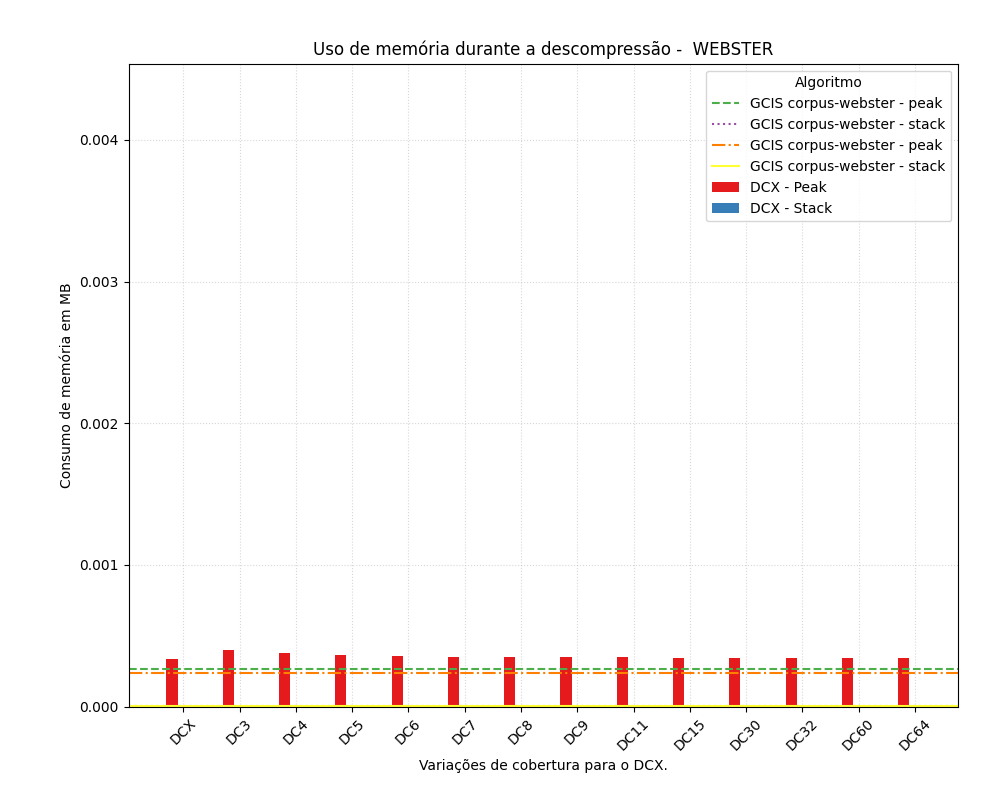 Uso de memória durante a descompressão -  WEBSTER
Algoritmo
GCIS corpus-webster - peak
GCIS corpus-webster - stack
GCIS corpus-webster - peak
GCIS corpus-webster - stack
DCX - Peak
DCX - Stack
Consumo de memória em MB
0.004
0.003
0.002
0.001
0.000
DCX
DC3
DC4
DC5
DC6
DC7
DC8
DC9
DC11
DC15
DC30
DC32
DC60
DC64
Variações de cobertura para o DCX.